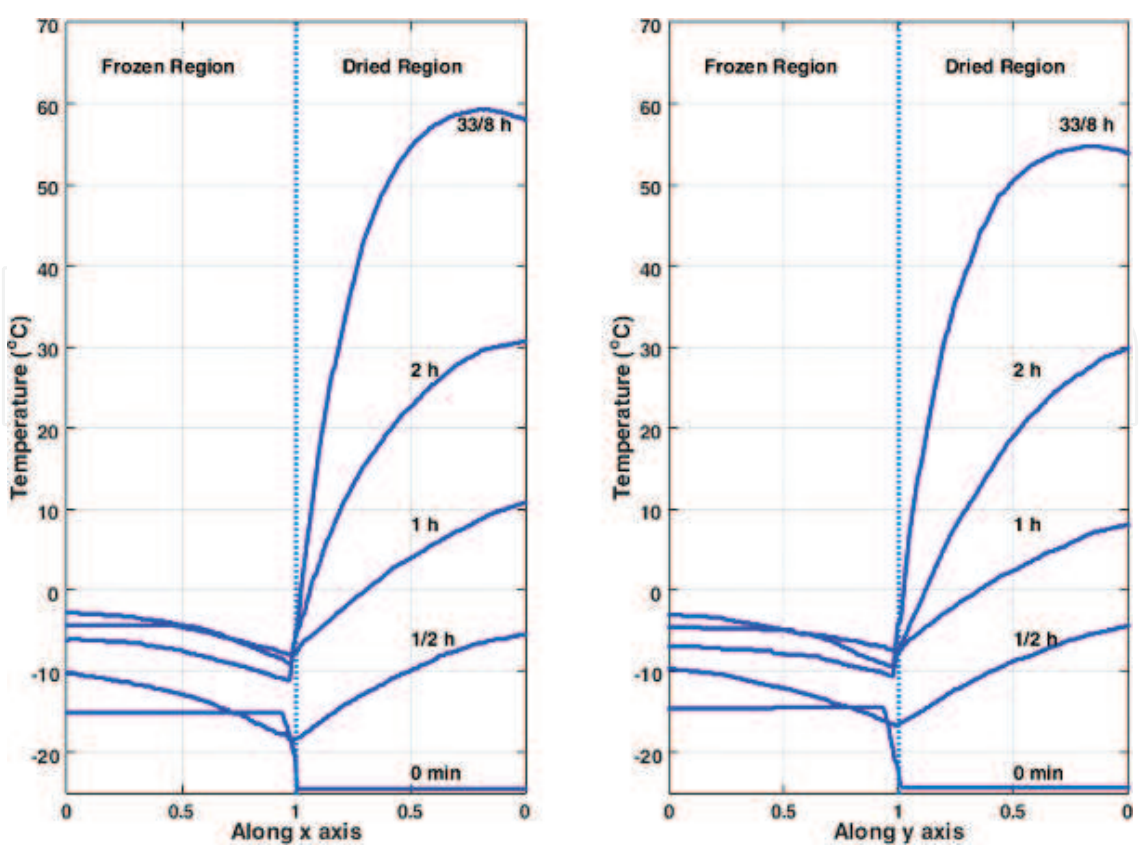 70
60
50
40
30
20
10
0
-10
-20
Temperature (°C)
Frozen Region
Dried Region
33/8 h
2 h
1 h
1/2 h
0 min
0
0.5
1
0.5
0
Along x axis
70
60
50
40
30
20
10
0
-10
-20
Temperature (°C)
Frozen Region
Dried Region
33/8 h
2 h
1 h
1/2 h
0 min
0
0.5
1
0.5
0
Along y axis